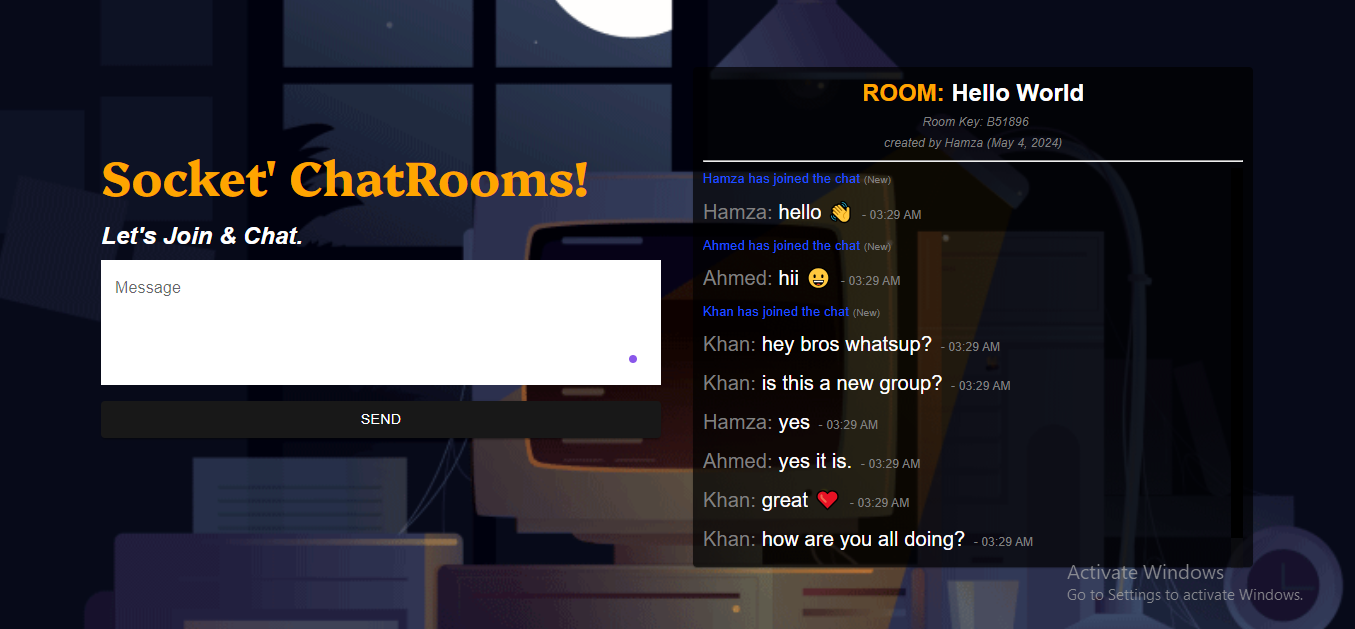 Socket' ChatRooms!
Let's Join & Chat.
Message
SEND
ROOM: Hello World
Room Key: B51896
created by Hamza (May 4, 2024)
Hamza has joined the chat (New)
Hamza: hello 👋 - 03:29 AM
Ahmed has joined the chat (New)
Ahmed: hii 😀 - 03:29 AM
Khan has joined the chat (New)
Khan: hey bros whatsup? - 03:29 AM
Khan: is this a new group? - 03:29 AM
Hamza: yes - 03:29 AM
Ahmed: yes it is. - 03:29 AM
Khan: great ❤️ - 03:29 AM
Khan: how are you all doing? - 03:29 AM
Activate Windows
Go to Settings to activate Windows.